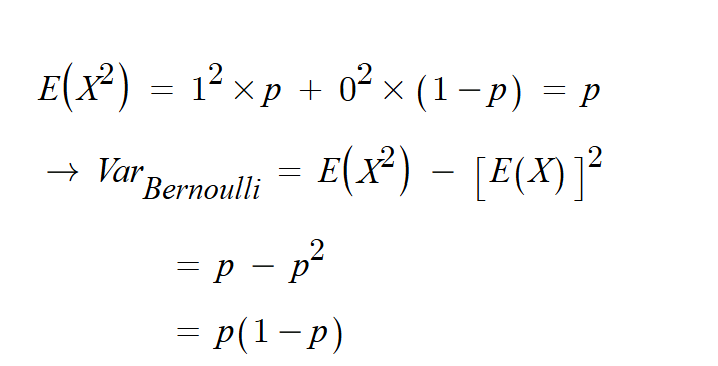 E(X²) = 1² × p + 0² × (1 − p) = p
→ Var_Bernoulli = E(X²) − [E(X)]²
= p − p²
= p(1 − p)